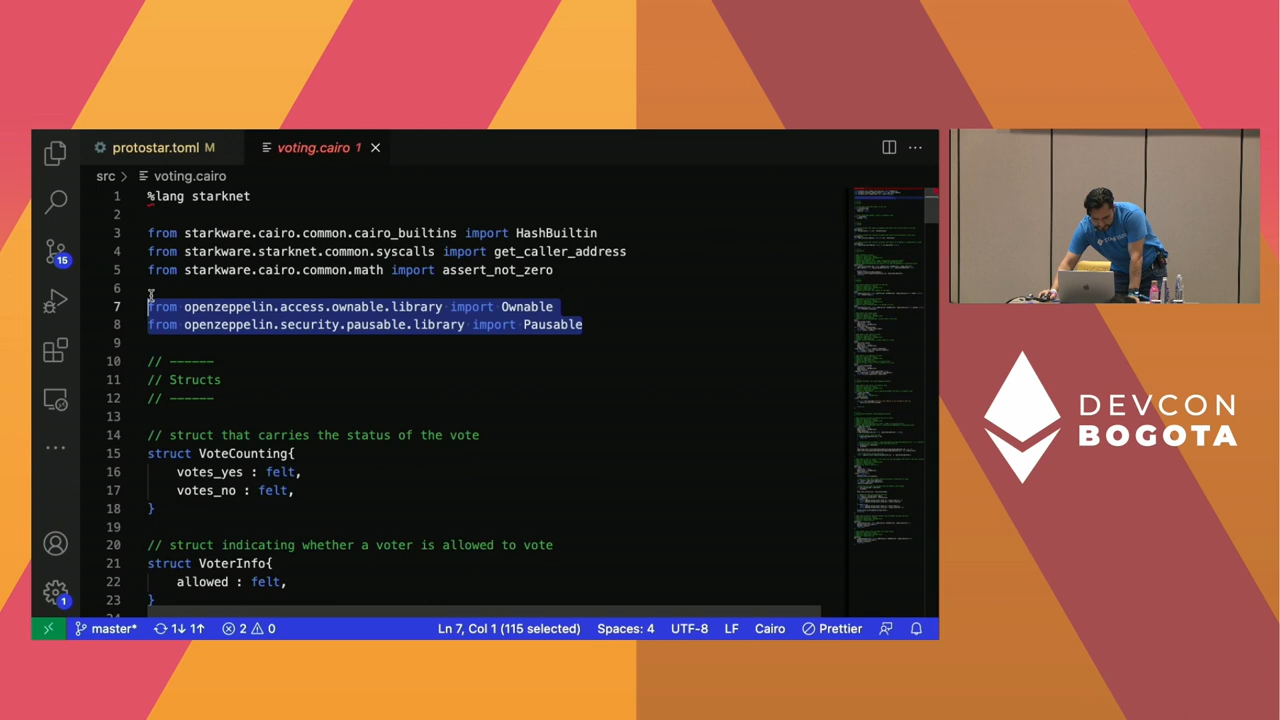 protostar.toml M
voting.cairo 1
src > voting.cairo
1 %lang starknet
2
3 from starkware.cairo.common.cairo_builtins import HashBuiltin
4 from starkware.starknet.common.syscalls import get_caller_address
5 from starkware.cairo.common.math import assert_not_zero
6
7 from openzeppelin.access.ownable.library import Ownable
8 from openzeppelin.security.pausable.library import Pausable
9
10 // ------
11 // Structs
12 // ------
13
14 // struct that carries the status of the vote
15 struct VoteCounting{
16 votes_yes : felt,
17 votes_no : felt,
18 }
19
20 // struct indicating whether a voter is allowed to vote
21 struct VoterInfo{
22 allowed : felt,
23 }
15
1
master* 1↓ 1↑ 2 0 Ln 7, Col 1 (115 selected) Spaces: 4 UTF-8 LF Cairo Prettier
DEVCON
BOGOTA